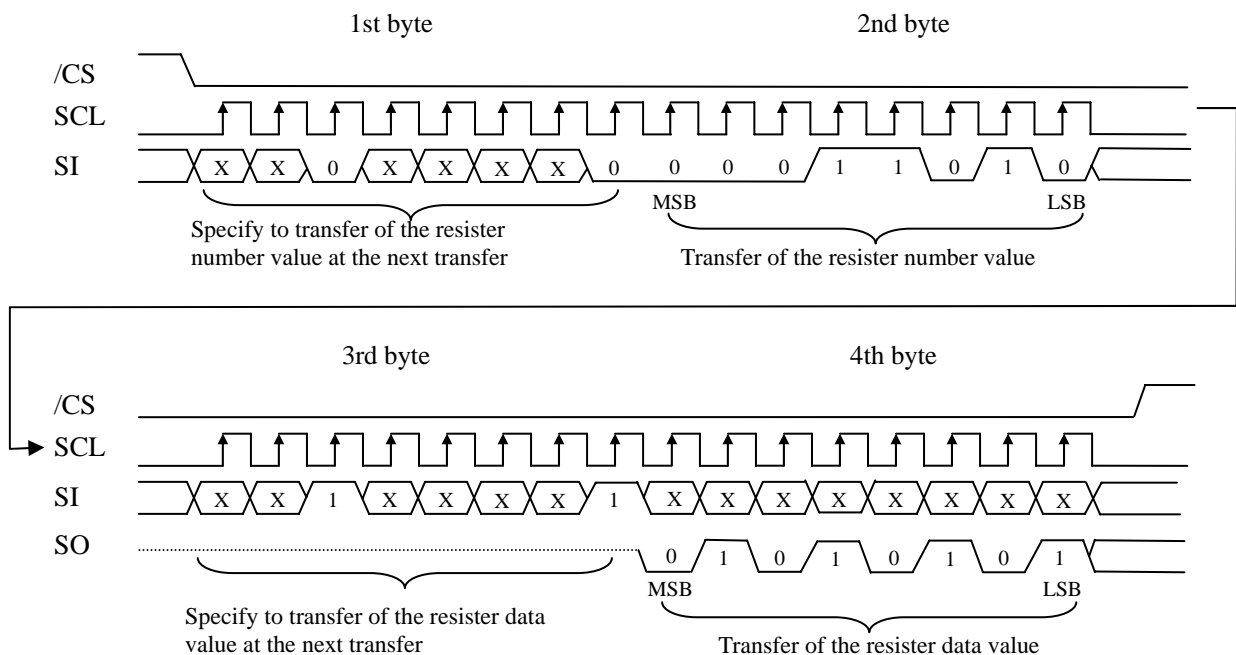 1st byte 2nd byte
/CS
SCL
SI X X 0 X X X X 0 0 0 0 1 1 0 1 0
MSB LSB
Specify to transfer of the resister
number value at the next transfer
Transfer of the resister number value
3rd byte 4th byte
/CS
SCL
SI X X 1 X X X X 1 X X X X X X X X
SO 0 1 0 1 0 1 0 1
MSB LSB
Specify to transfer of the resister data
value at the next transfer
Transfer of the resister data value